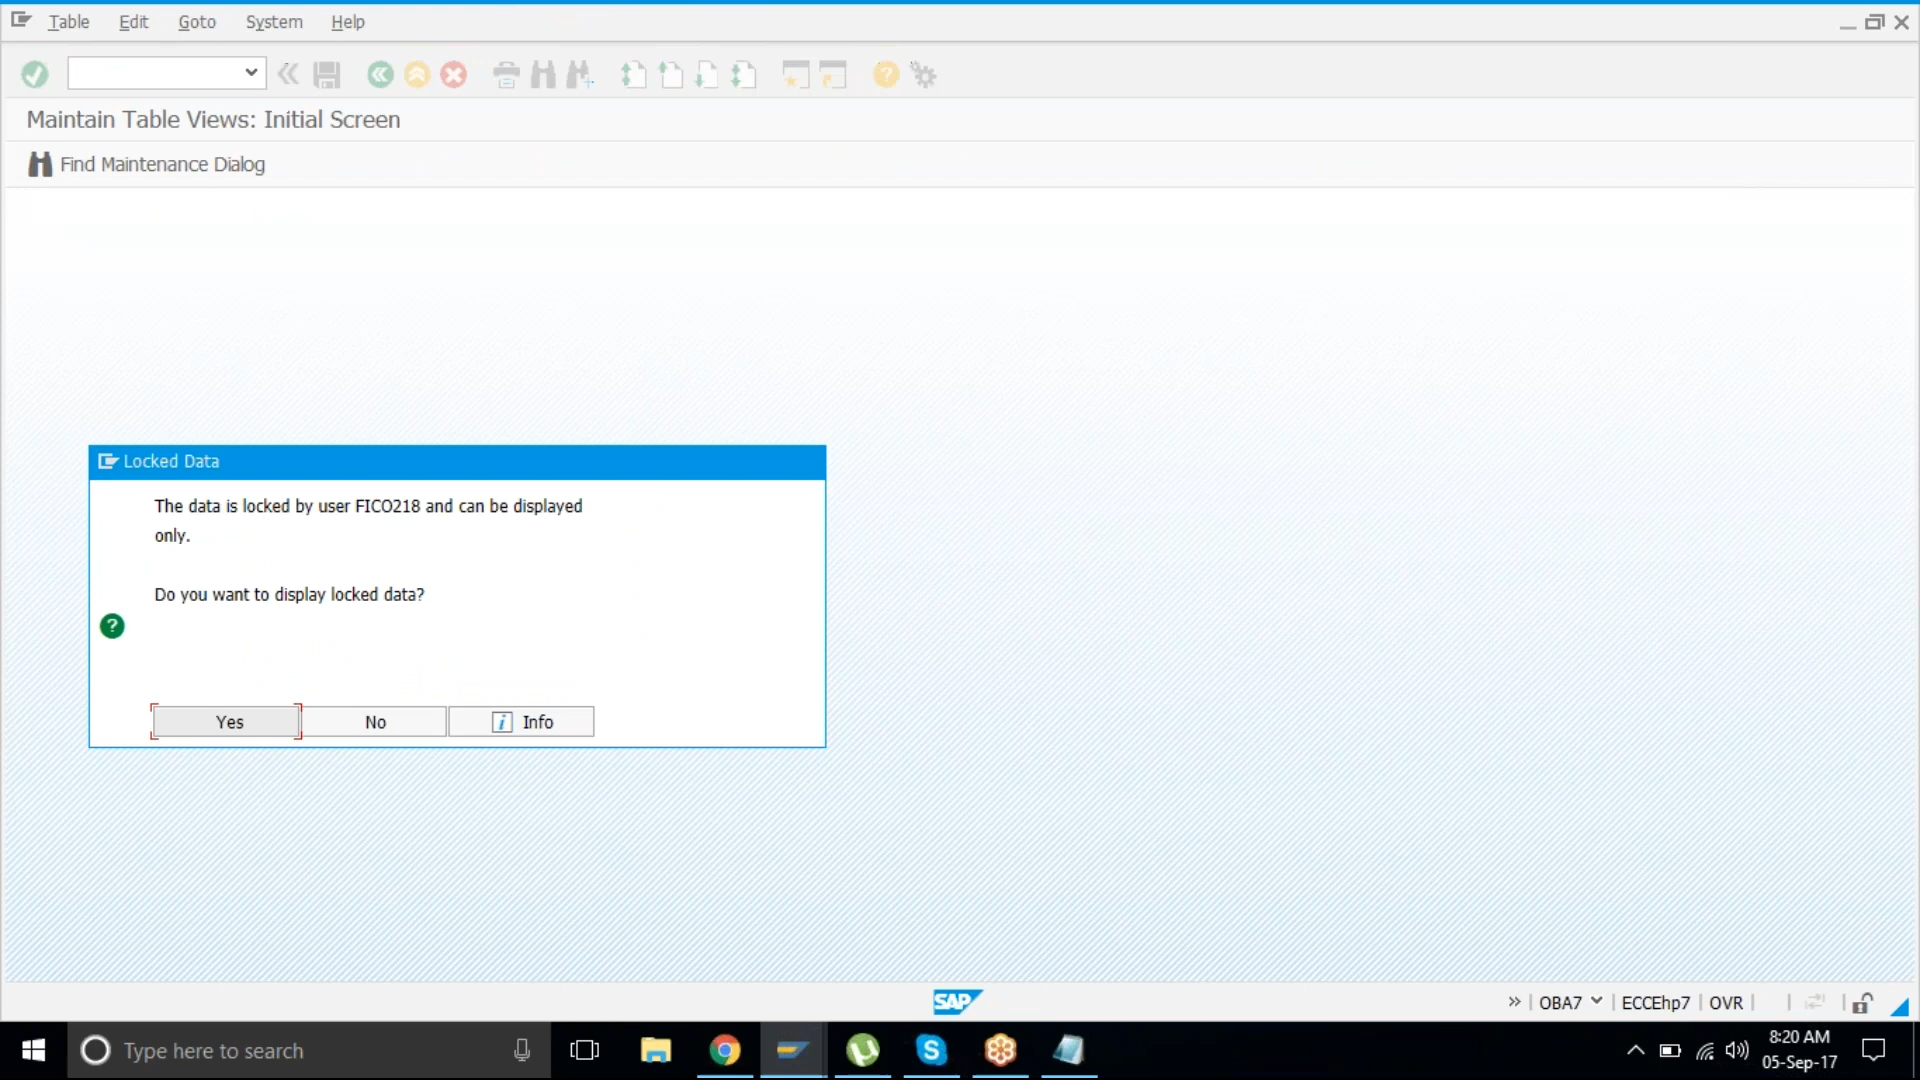 Table Edit Goto System Help
Maintain Table Views: Initial Screen
Find Maintenance Dialog
Locked Data
The data is locked by user FICO218 and can be displayed
only.
Do you want to display locked data?
?
Yes No i Info
SAP
» OBA7 ECCEhp7 OVR
Type here to search
8:20 AM
05-Sep-17